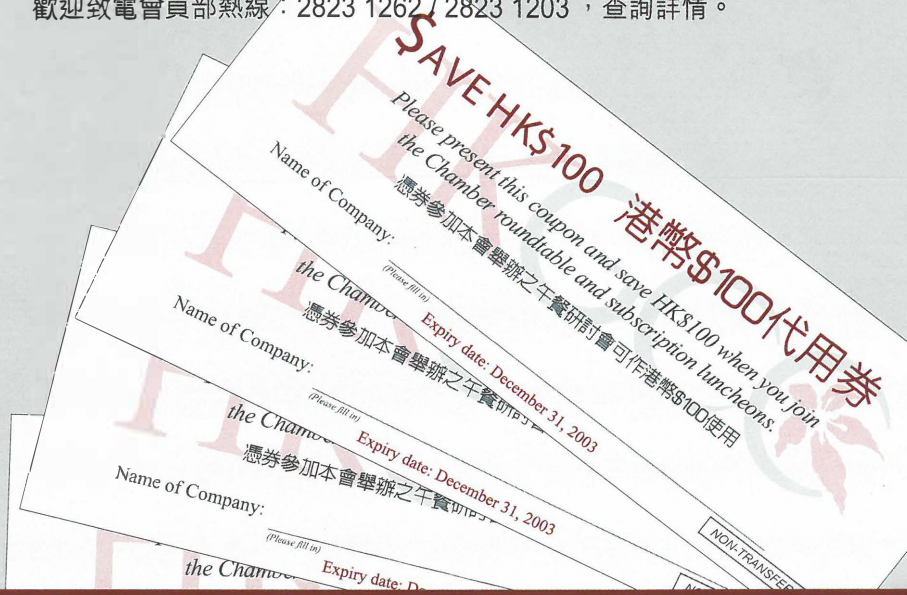 歡迎致電會員部熱線：2823 1262 / 2823 1203 ，查詢詳情。
HK
$AVE HK$100 港幣$100代用券
Please present this coupon and save HK$100 when you join
the Chamber roundtable and subscription luncheons.
憑券參加本會舉辦之午餐研討會可作港幣$100使用
Name of Company:
(Please fill in)
Expiry date: December 31, 2003
NON-TRANSFER
the Chamb
憑券參加本會舉辦之午餐研討
Name of Company:
(Please fill in)
Expiry date: December 31, 2003
the Chamb
憑券參加本會舉辦之午餐研討
Name of Company:
(Please fill in)
Expiry date: D
the Chamb